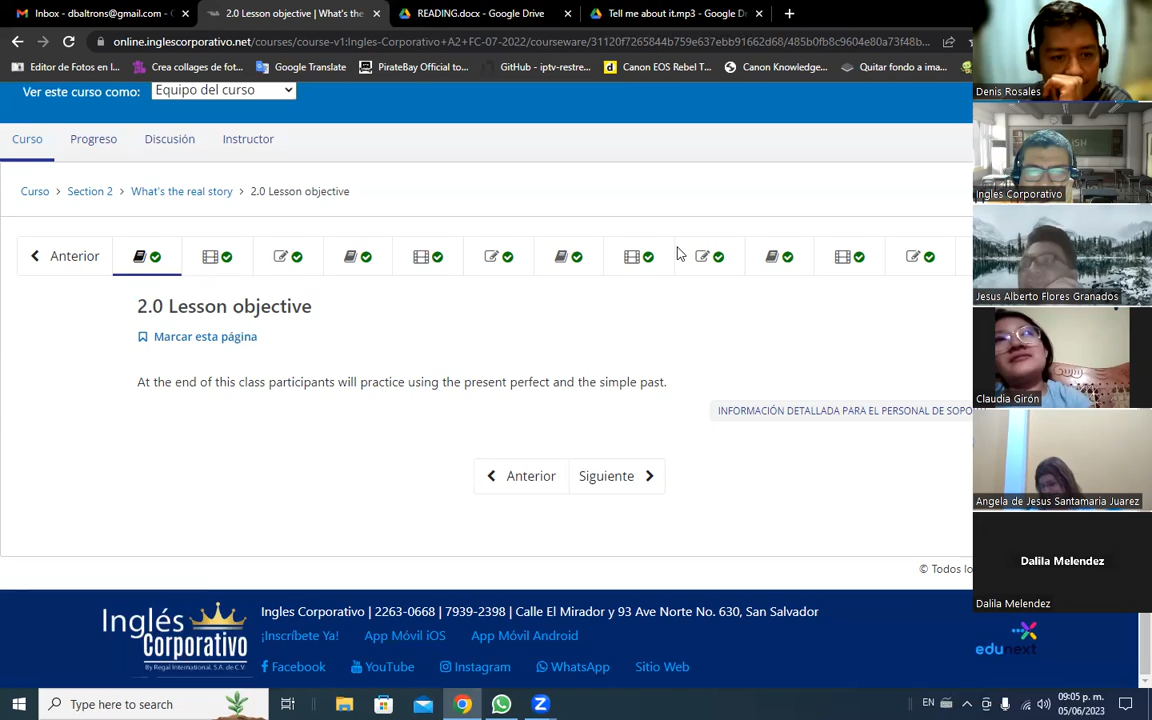 Inbox - dbaltrons@gmail.com -
2.0 Lesson objective | What's the
READING.docx - Google Drive
Tell me about it.mp3 - Google D
online.inglescorporativo.net/courses/course-v1:Ingles-Corporativo+A2+FC-07-2022/courseware/31120f7265844b759e637ebb91662d68/485b0fb8c9604e80a73f48b...
Editor de Fotos en l...
Crea collages de fot...
Google Translate
PirateBay Official to...
GitHub - iptv-restre...
Canon EOS Rebel T...
Canon Knowledge...
Quitar fondo a ima...
Ver este curso como:
Equipo del curso
Curso
Progreso
Discusión
Instructor
Curso > Section 2 > What's the real story > 2.0 Lesson objective
Anterior
2.0 Lesson objective
Marcar esta página
At the end of this class participants will practice using the present perfect and the simple past.
INFORMACIÓN DETALLADA PARA EL PERSONAL DE SOPO
Anterior
Siguiente
© Todos lo
Inglés
Corporativo
By Regal International, S.A. de C.V.
Ingles Corporativo | 2263-0668 | 7939-2398 | Calle El Mirador y 93 Ave Norte No. 630, San Salvador
¡Inscríbete Ya!
App Móvil iOS
App Móvil Android
Facebook
YouTube
Instagram
WhatsApp
Sitio Web
edunext
Denis Rosales
Ingles Corporativo
Jesus Alberto Flores Granados
Claudia Girón
Angela de Jesus Santamaria Juarez
Dalila Melendez
Dalila Melendez
Type here to search
EN
09:05 p. m.
05/06/2023